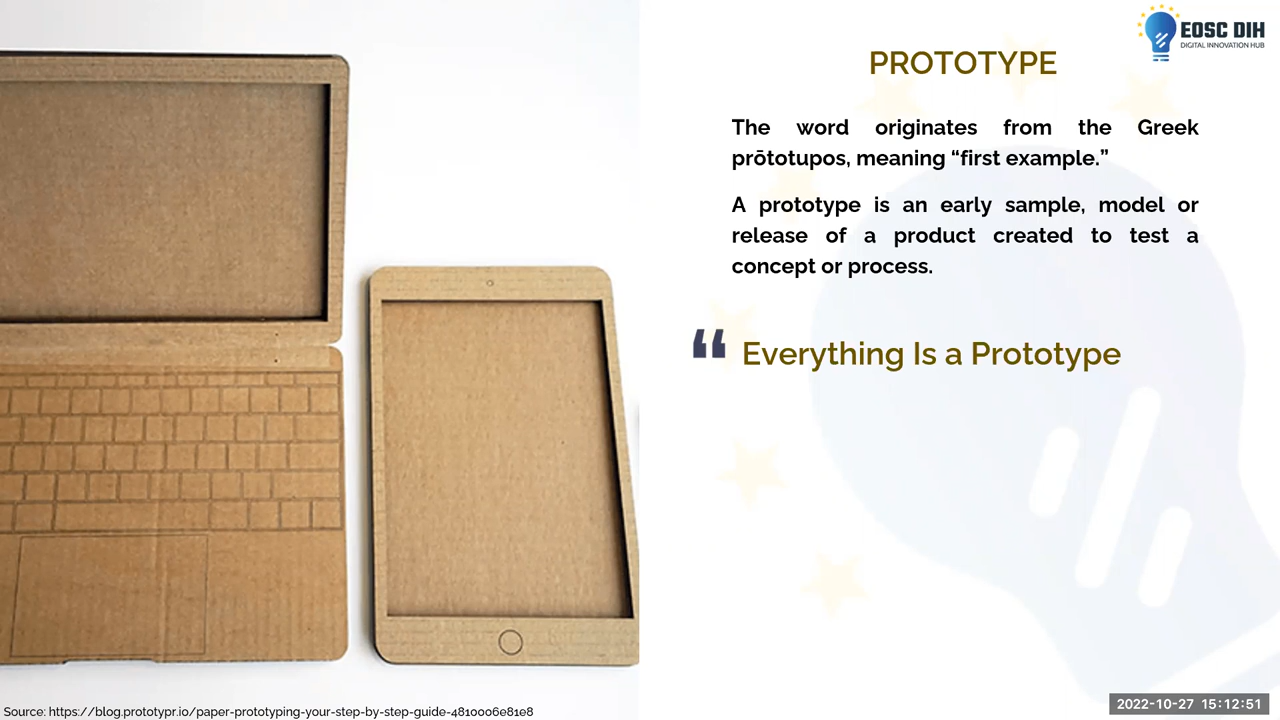 EOSC DIH
DIGITAL INNOVATION HUB
PROTOTYPE
The word originates from the Greek
prōtotupos, meaning “first example.”
A prototype is an early sample, model or
release of a product created to test a
concept or process.
“ Everything Is a Prototype
Source: https://blog.prototypr.io/paper-prototyping-your-step-by-step-guide-4810006e81e8
2022-10-27 15:12:51